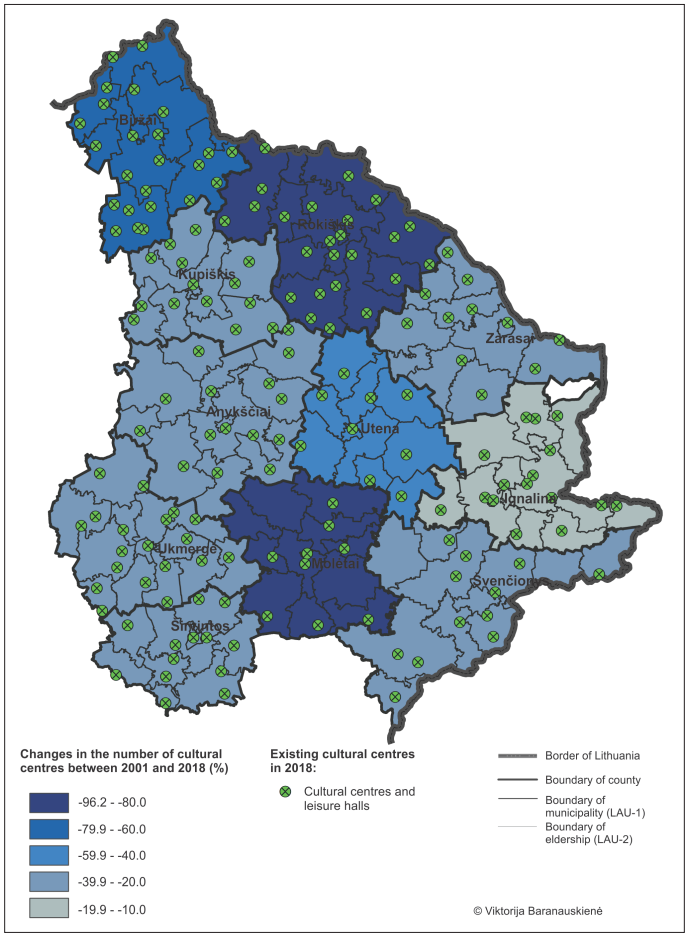 Biržai
Rokiškis
Kupiškis
Zarasai
Anykščiai
Utena
Ignalina
Ukmergė
Molėtai
Švenčionys
Širvintos
Changes in the number of cultural
centres between 2001 and 2018 (%)
-96.2 - -80.0
-79.9 - -60.0
-59.9 - -40.0
-39.9 - -20.0
-19.9 - -10.0
Existing cultural centres
in 2018:
Cultural centres and
leisure halls
Border of Lithuania
Boundary of county
Boundary of
municipality (LAU-1)
Boundary of
eldership (LAU-2)
© Viktorija Baranauskienė